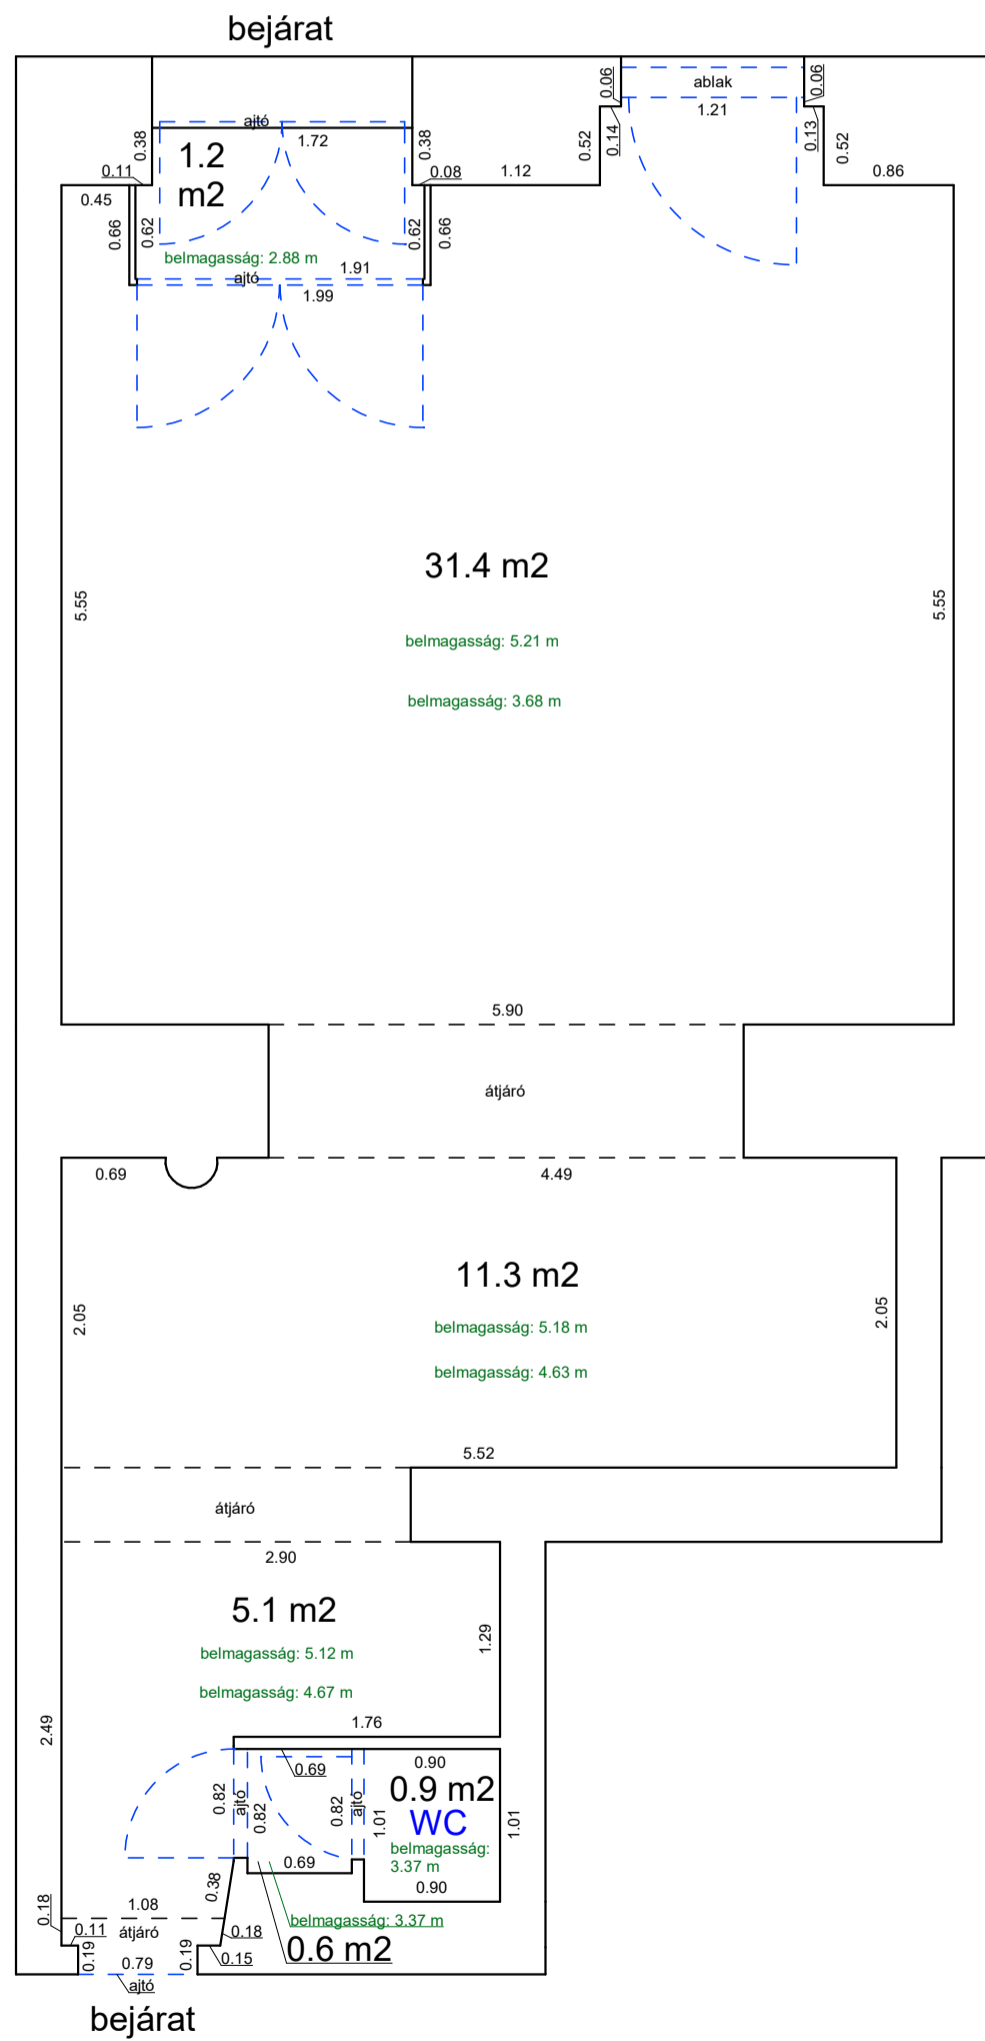 bejárat
ablak
0.06
0.06
1.21
0.14
0.13
0.52
0.52
ajtó
1.72
0.38
0.38
1.2
m2
0.11
0.08
1.12
0.86
0.45
0.66
0.62
0.62
0.66
belmagasság: 2.88 m
1.91
ajtó
1.99
31.4 m2
5.55
5.55
belmagasság: 5.21 m
belmagasság: 3.68 m
5.90
átjáró
0.69
4.49
11.3 m2
2.05
2.05
belmagasság: 5.18 m
belmagasság: 4.63 m
5.52
átjáró
2.90
5.1 m2
1.29
belmagasság: 5.12 m
belmagasság: 4.67 m
2.49
1.76
0.69
0.90
0.82
ajtó
0.82
0.82
ajtó
1.01
0.9 m2
WC
1.01
belmagasság:
3.37 m
0.69
0.90
0.38
0.18
1.08
belmagasság: 3.37 m
0.11
átjáró
0.18
0.6 m2
0.19
0.79
0.19
0.15
ajtó
bejárat